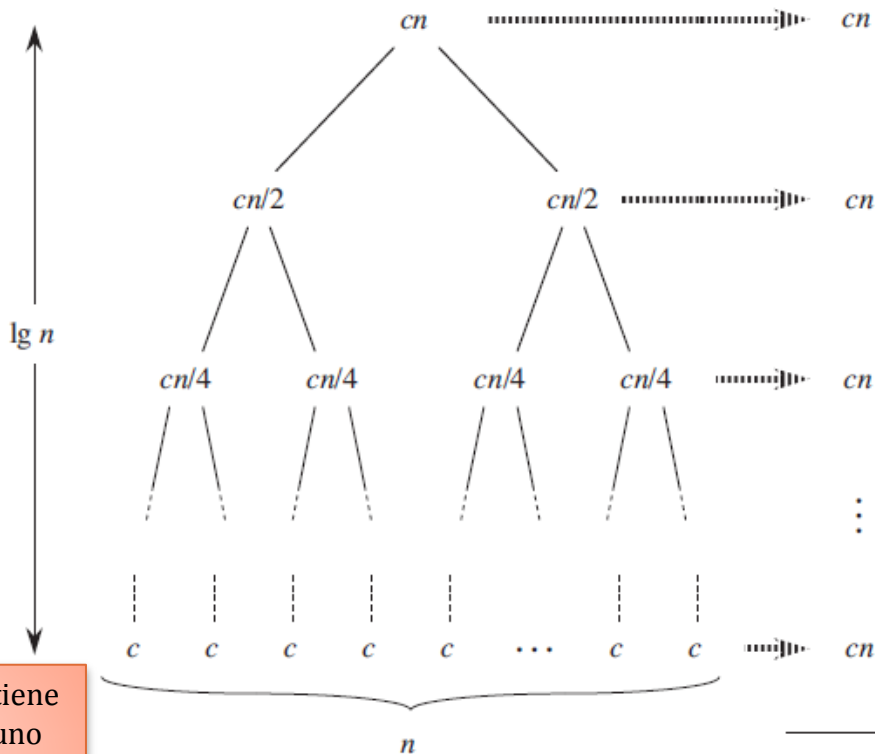 cn cn
cn/2 cn/2 cn
lg n
cn/4 cn/4 cn/4 cn/4 cn
⋮
c c c c c ··· c c cn
n
tiene
uno